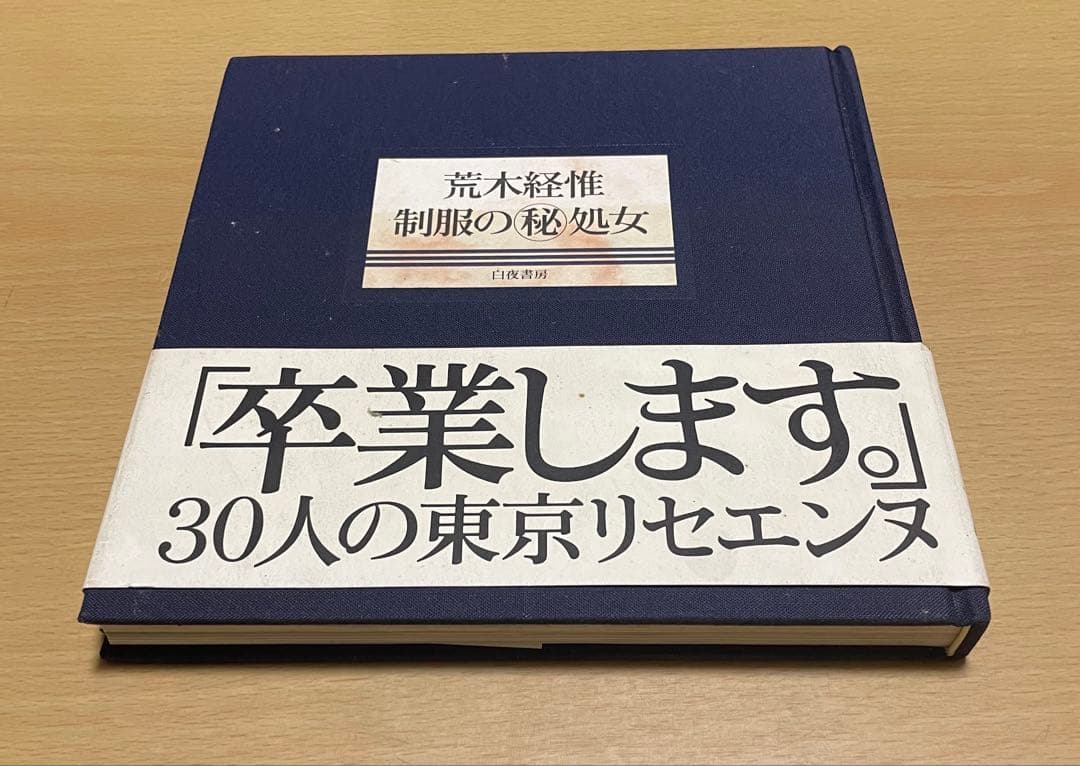 荒木経惟
制服の㊙処女
白夜書房
「卒業します。」
30人の東京リセエンヌ